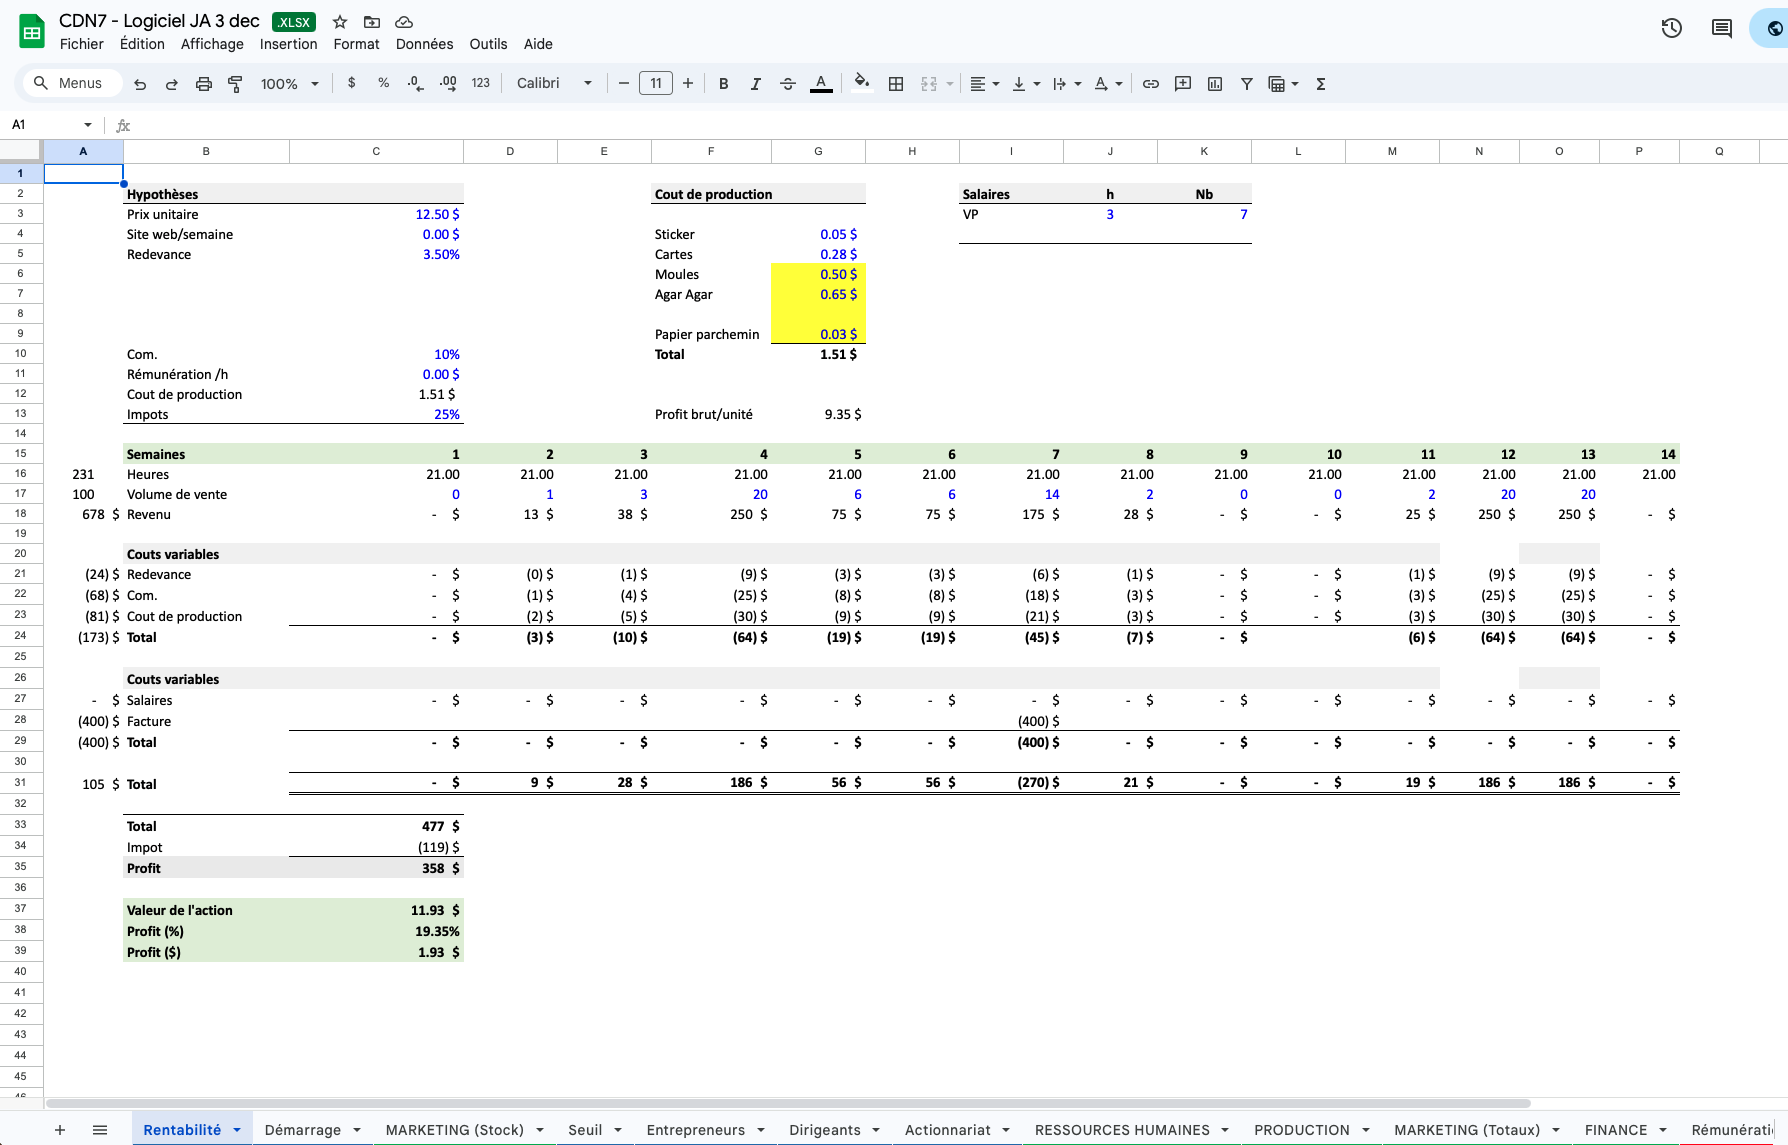 CDN7 - Logiciel JA 3 dec .XLSX
Fichier Édition Affichage Insertion Format Données Outils Aide
Menus 100% $ % .0 .00 123 Calibri 11 B I A Σ
A1 fx
A B C D E F G H I J K L M N O P Q
1
2 Hypothèses Cout de production Salaires h Nb
3 Prix unitaire 12.50 $ VP 3 7
4 Site web/semaine 0.00 $ Sticker 0.05 $
5 Redevance 3.50% Cartes 0.28 $
6 Moules 0.50 $
7 Agar Agar 0.65 $
8
9 Papier parchemin 0.03 $
10 Com. 10% Total 1.51 $
11 Rémunération /h 0.00 $
12 Cout de production 1.51 $
13 Impots 25% Profit brut/unité 9.35 $
14
15 Semaines 1 2 3 4 5 6 7 8 9 10 11 12 13 14
16 231 Heures 21.00 21.00 21.00 21.00 21.00 21.00 21.00 21.00 21.00 21.00 21.00 21.00 21.00 21.00
17 100 Volume de vente 0 1 3 20 6 6 14 2 0 0 2 20 20
18 678 $ Revenu - $ 13 $ 38 $ 250 $ 75 $ 75 $ 175 $ 28 $ - $ - $ 25 $ 250 $ 250 $ - $
19
20 Couts variables
21 (24) $ Redevance - $ (0) $ (1) $ (9) $ (3) $ (3) $ (6) $ (1) $ - $ - $ (1) $ (9) $ (9) $ - $
22 (68) $ Com. - $ (1) $ (4) $ (25) $ (8) $ (8) $ (18) $ (3) $ - $ - $ (3) $ (25) $ (25) $ - $
23 (81) $ Cout de production - $ (2) $ (5) $ (30) $ (9) $ (9) $ (21) $ (3) $ - $ - $ (3) $ (30) $ (30) $ - $
24 (173) $ Total - $ (3) $ (10) $ (64) $ (19) $ (19) $ (45) $ (7) $ - $ (6) $ (64) $ (64) $ - $
25
26 Couts variables
27 - $ Salaires - $ - $ - $ - $ - $ - $ - $ - $ - $ - $ - $ - $ - $ - $
28 (400) $ Facture (400) $
29 (400) $ Total - $ - $ - $ - $ - $ - $ (400) $ - $ - $ - $ - $ - $ - $ - $
30
31 105 $ Total - $ 9 $ 28 $ 186 $ 56 $ 56 $ (270) $ 21 $ - $ - $ 19 $ 186 $ 186 $ - $
32
33 Total 477 $
34 Impot (119) $
35 Profit 358 $
36
37 Valeur de l'action 11.93 $
38 Profit (%) 19.35%
39 Profit ($) 1.93 $
40
41
42
43
44
45
46
Rentabilité Démarrage MARKETING (Stock) Seuil Entrepreneurs Dirigeants Actionnariat RESSOURCES HUMAINES PRODUCTION MARKETING (Totaux) FINANCE Rémunérati